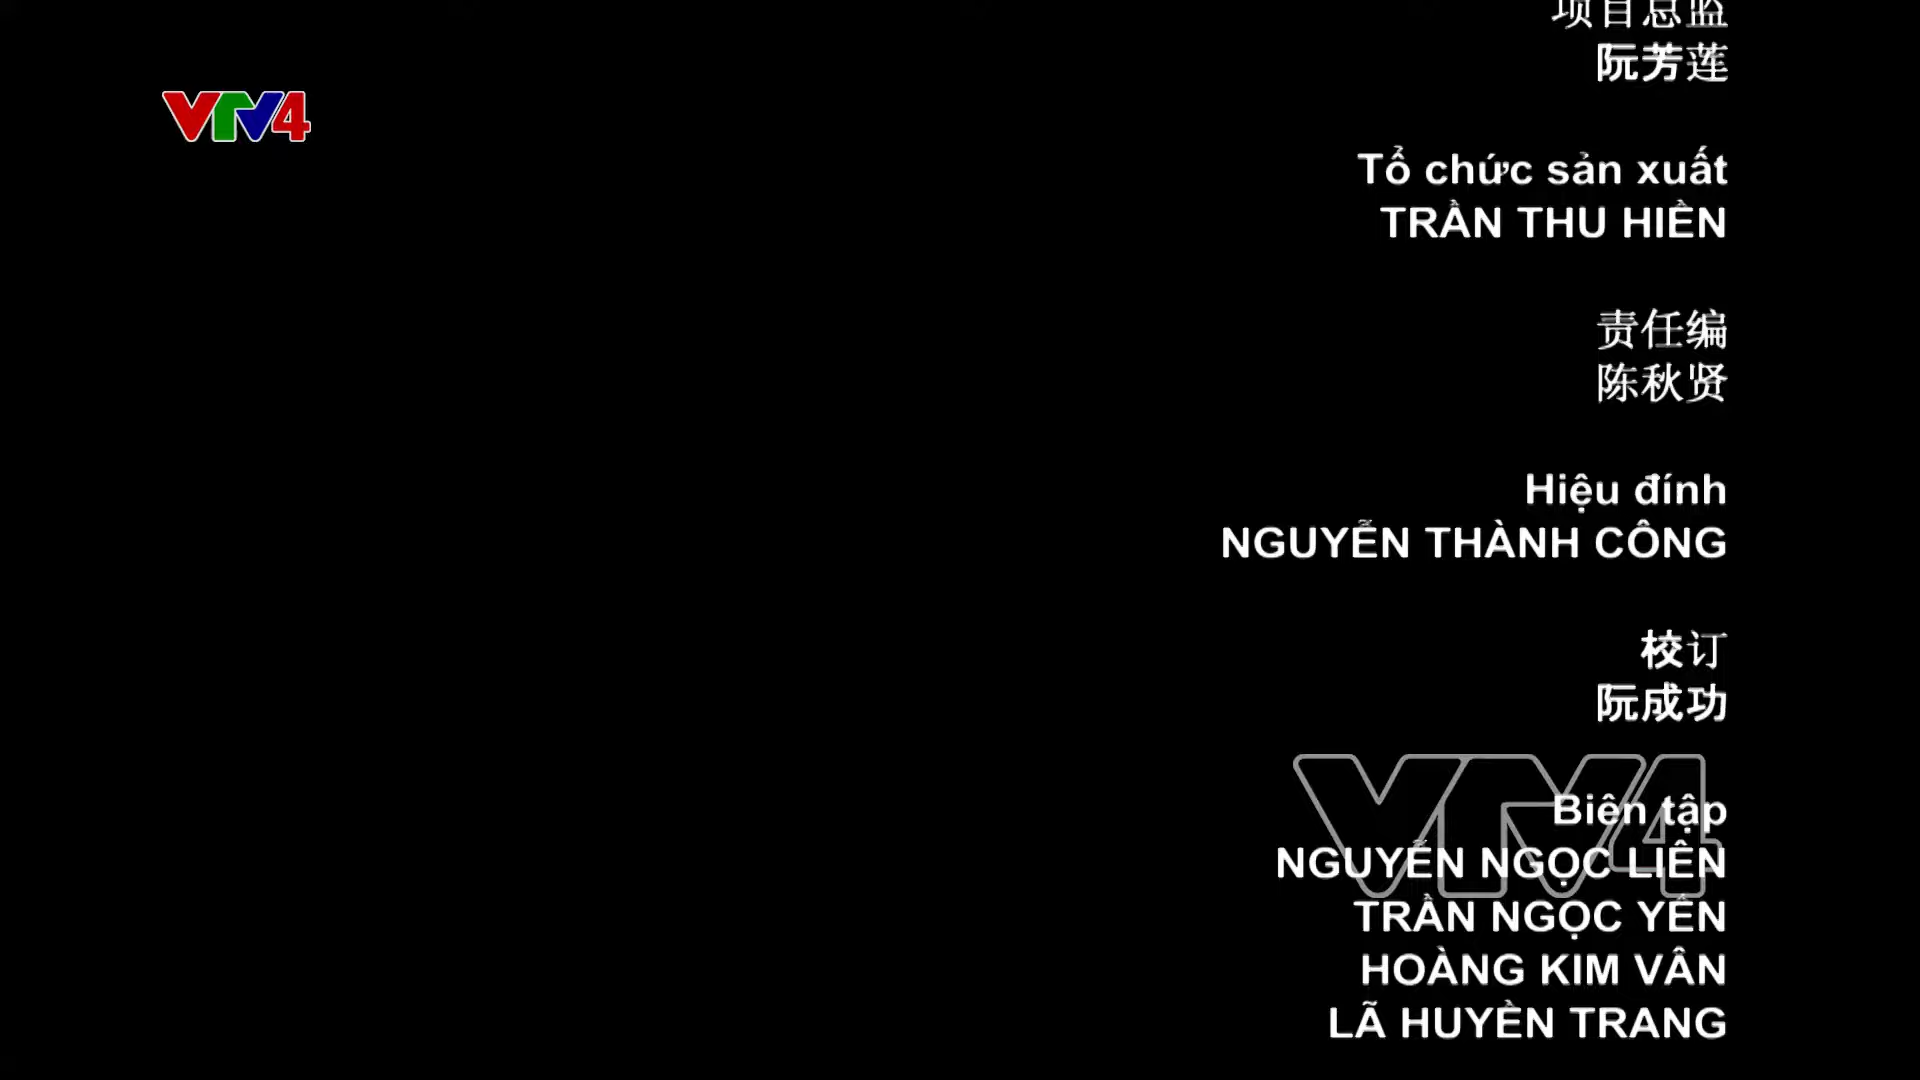 项目总监
阮芳莲
VTV4
Tổ chức sản xuất
TRẦN THU HIỀN
责任编
陈秋贤
Hiệu đính
NGUYỄN THÀNH CÔNG
校订
阮成功
VTV4
Biên tập
NGUYỄN NGỌC LIÊN
TRẦN NGỌC YẾN
HOÀNG KIM VÂN
LÃ HUYỀN TRANG